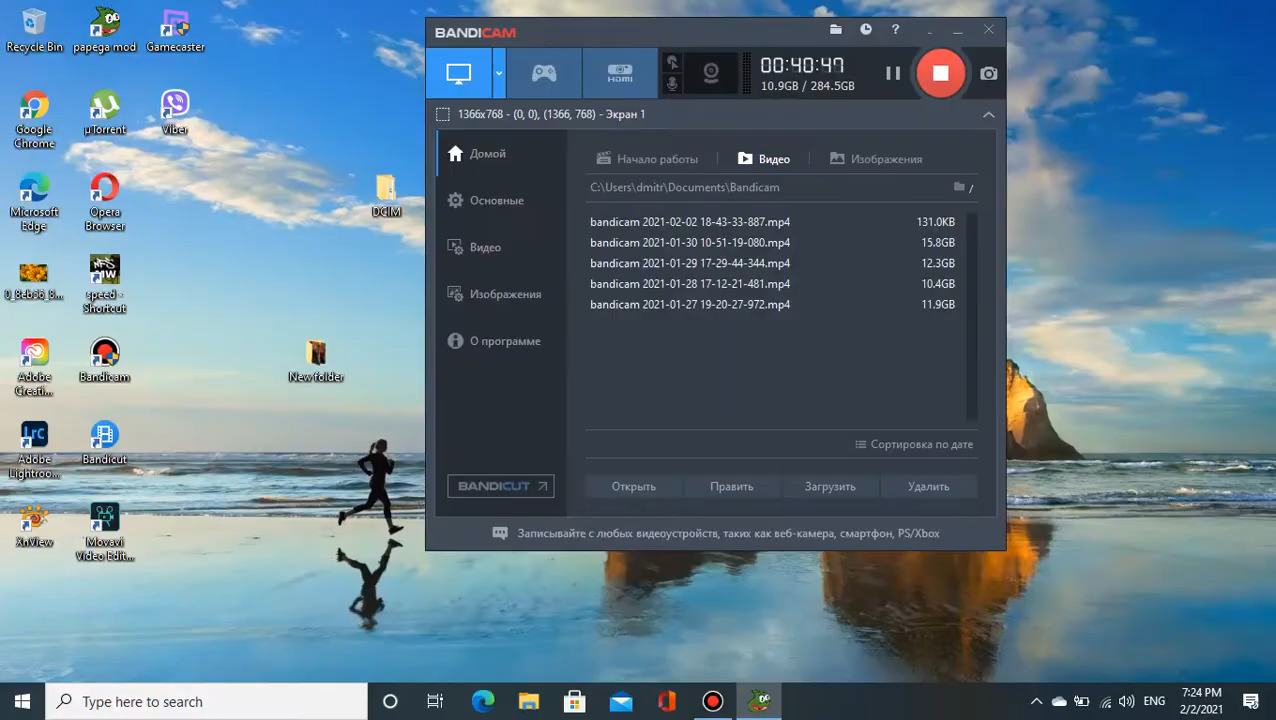 Recycle Bin
papega mod
Gamecaster
Google
Chrome
µTorrent
Viber
Microsoft
Edge
Opera
Browser
DCIM
speed -
Shortcut
Adobe
Creati...
Bandicam
New folder
Adobe
Lightroo...
Bandicut
XnView
Movavi
Video Edit...
BANDICAM
HDMI
00:40:47
10.9GB / 284.5GB
1366x768 - (0, 0), (1366, 768) - Экран 1
Домой
Основные
Видео
Изображения
О программе
BANDICUT
Начало работы
Видео
Изображения
C:\Users\dmitr\Documents\Bandicam
bandicam 2021-02-02 18-43-33-887.mp4 131.0KB
bandicam 2021-01-30 10-51-19-080.mp4 15.8GB
bandicam 2021-01-29 17-29-44-344.mp4 12.3GB
bandicam 2021-01-28 17-12-21-481.mp4 10.4GB
bandicam 2021-01-27 19-20-27-972.mp4 11.9GB
Сортировка по дате
Открыть Править Загрузить Удалить
Записывайте с любых видеоустройств, таких как веб-камера, смартфон, PS/Xbox
Type here to search
ENG
7:24 PM
2/2/2021